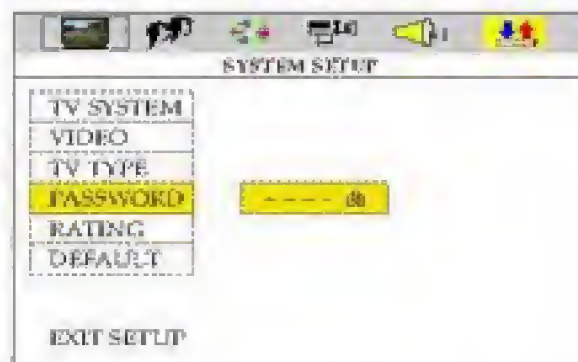 SYSTEM SETUP
TV SYSTEM
VIDEO
TV TYPE
PASSWORD
- - - -
RATING
DEFAULT
EXIT SETUP